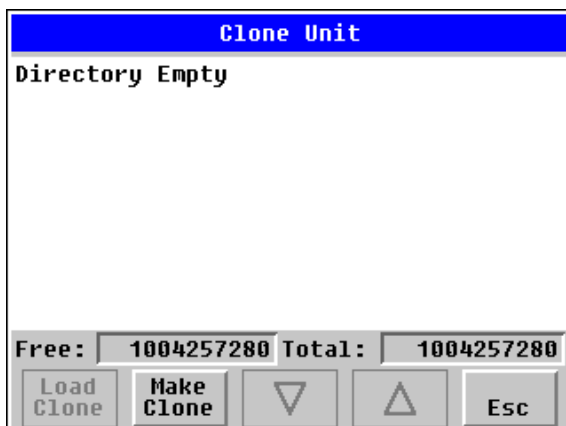 Clone Unit
Directory Empty
Free: 1004257280 Total: 1004257280
Load Clone Make Clone Esc